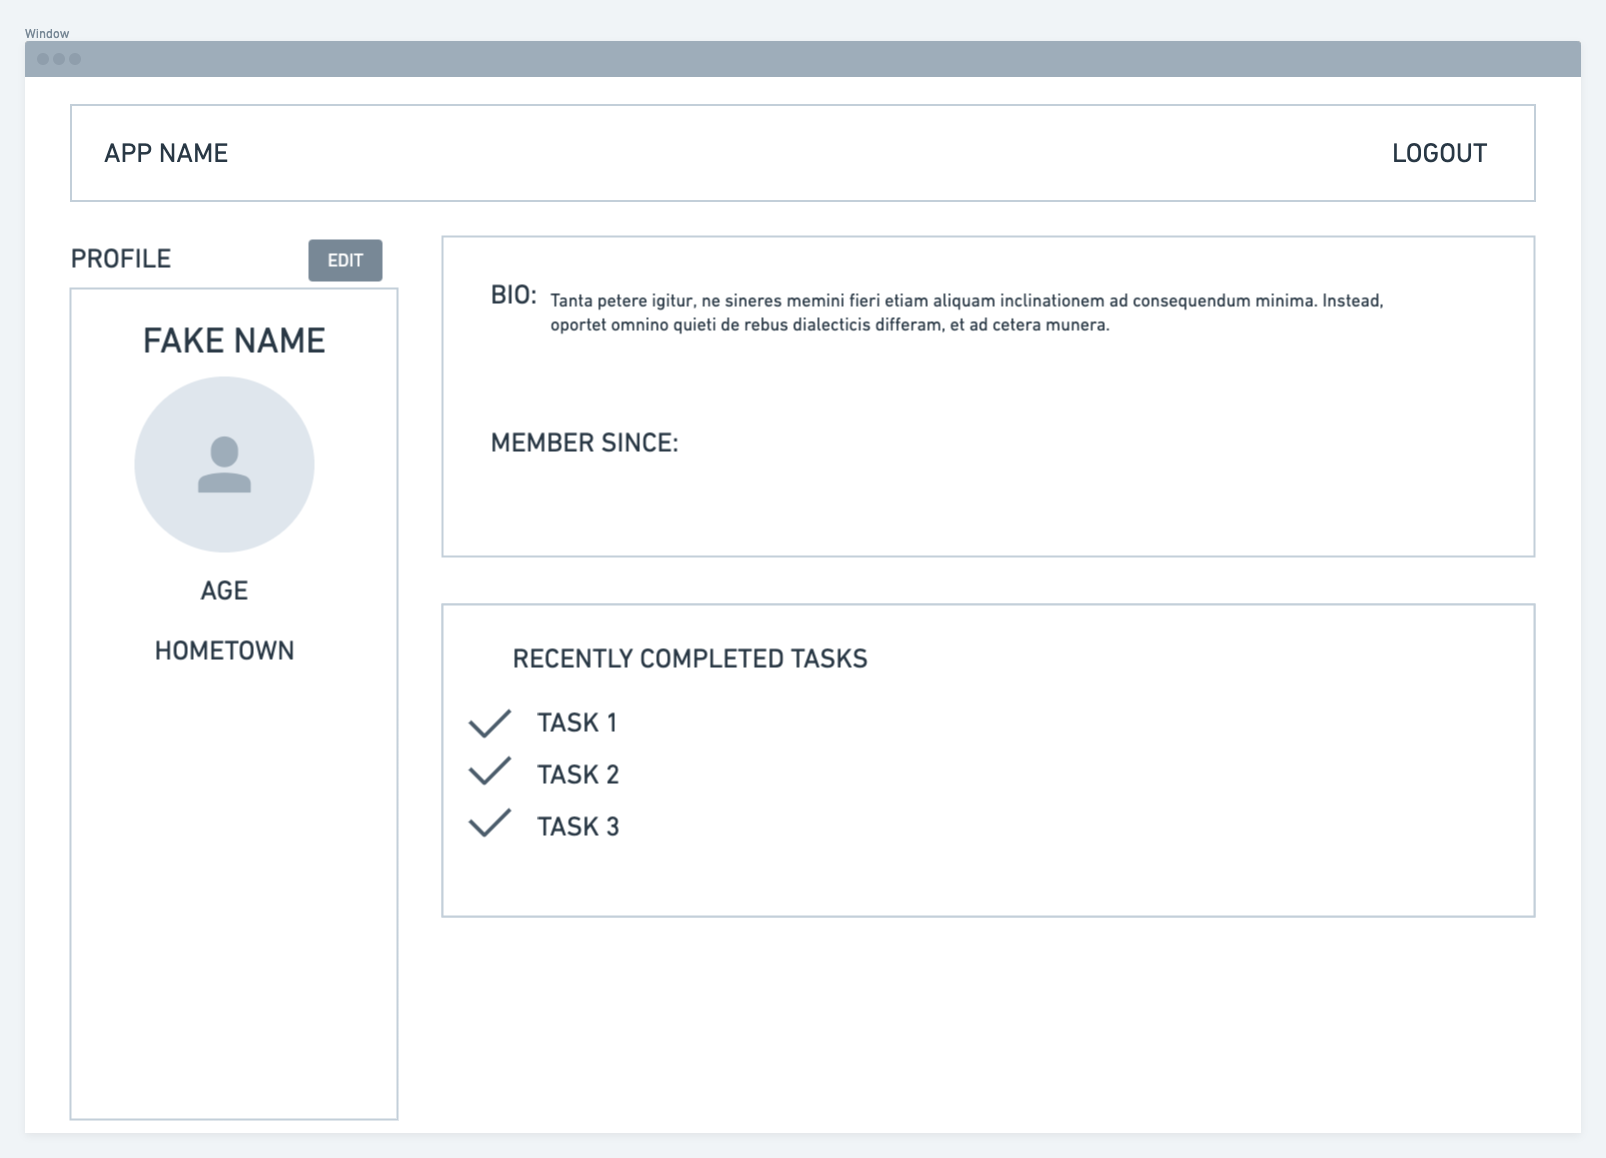 Window
APP NAME
LOGOUT
PROFILE
EDIT
FAKE NAME
AGE
HOMETOWN
BIO:
Tanta petere igitur, ne sineres memini fieri etiam aliquam inclinationem ad consequendum minima. Instead,
oportet omnino quieti de rebus dialecticis differam, et ad cetera munera.
MEMBER SINCE:
RECENTLY COMPLETED TASKS
TASK 1
TASK 2
TASK 3